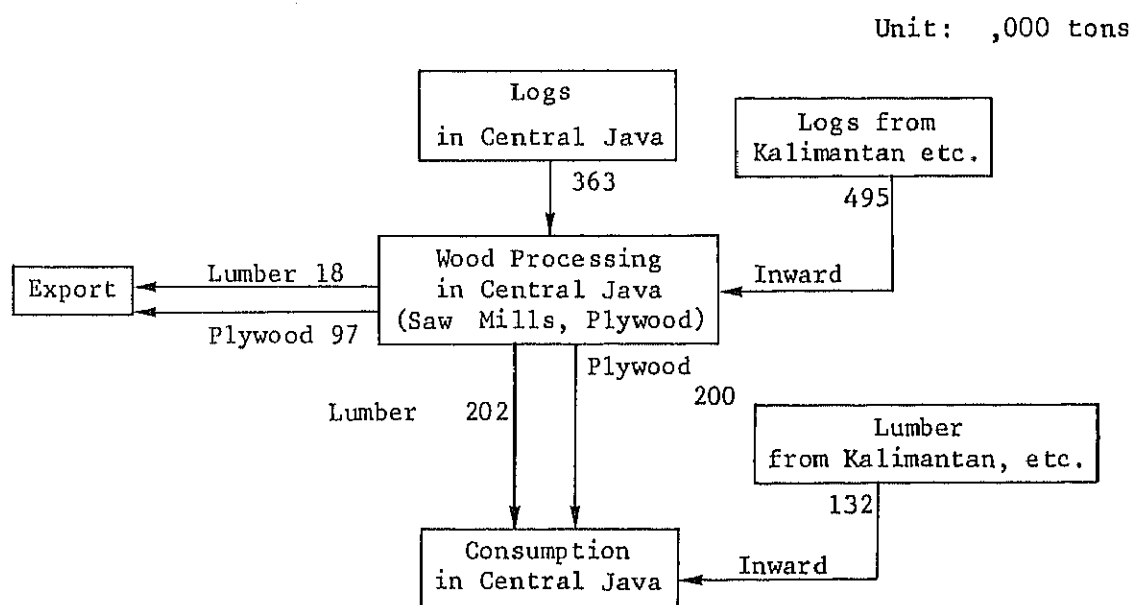 Unit: ,000 tons
Logs
in Central Java
Logs from
Kalimantan etc.
363
495
Wood Processing
in Central Java
(Saw Mills, Plywood)
Inward
Export
Lumber 18
Plywood 97
Plywood
200
Lumber 202
Lumber
from Kalimantan, etc.
132
Consumption
in Central Java
Inward